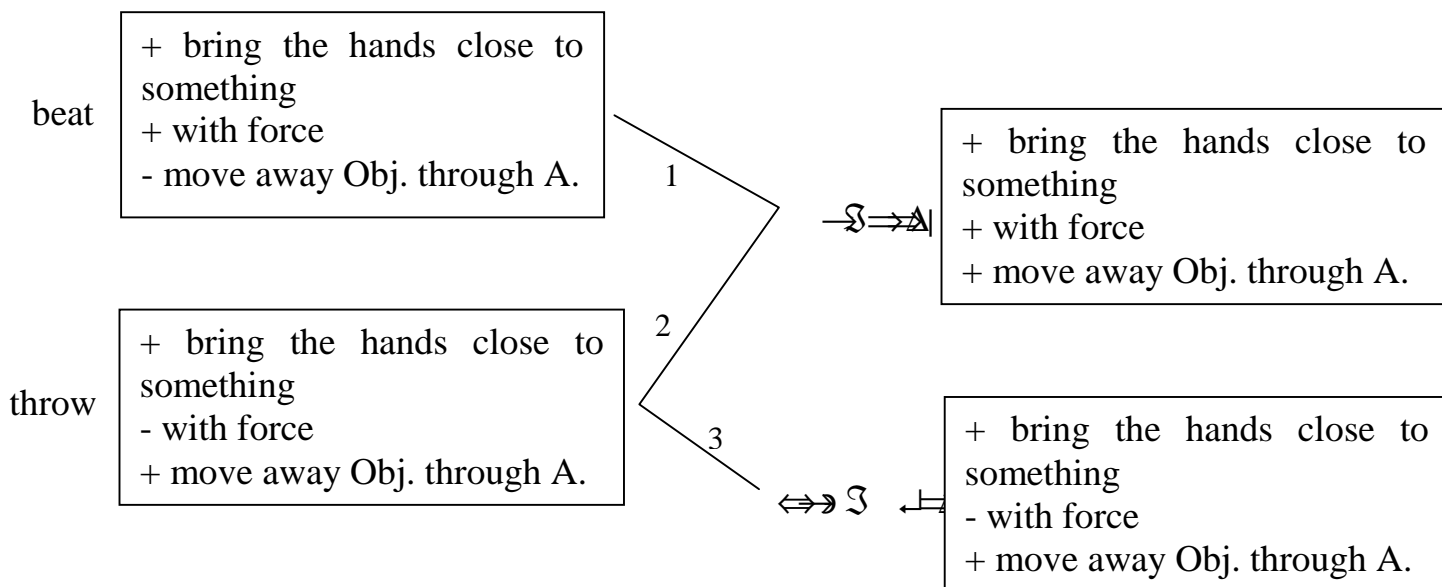 beat
+ bring the hands close to
something
+ with force
- move away Obj. through A.
1
+ bring the hands close to
something
+ with force
+ move away Obj. through A.
2
throw
+ bring the hands close to
something
- with force
+ move away Obj. through A.
3
+ bring the hands close to
something
- with force
+ move away Obj. through A.